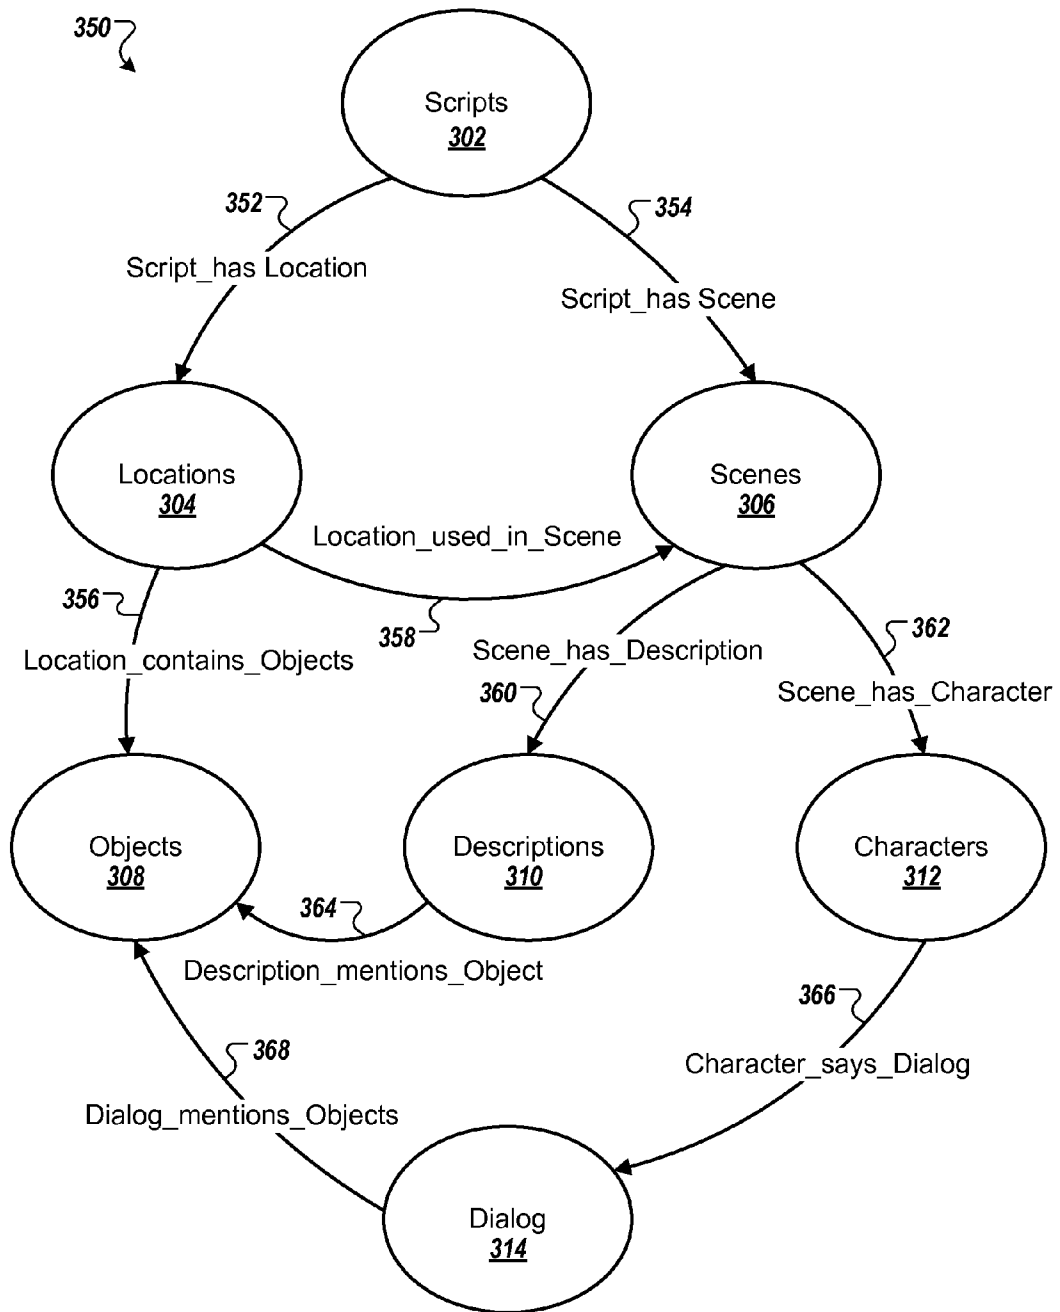 350
Scripts
302
352
354
Script_has Location
Script_has Scene
Locations
304
Scenes
306
Location_used_in_Scene
356
358
362
Location_contains_Objects
Scene_has_Description
360
Scene_has_Character
Objects
308
Descriptions
310
Characters
312
364
Description_mentions_Object
366
368
Character_says_Dialog
Dialog_mentions_Objects
Dialog
314